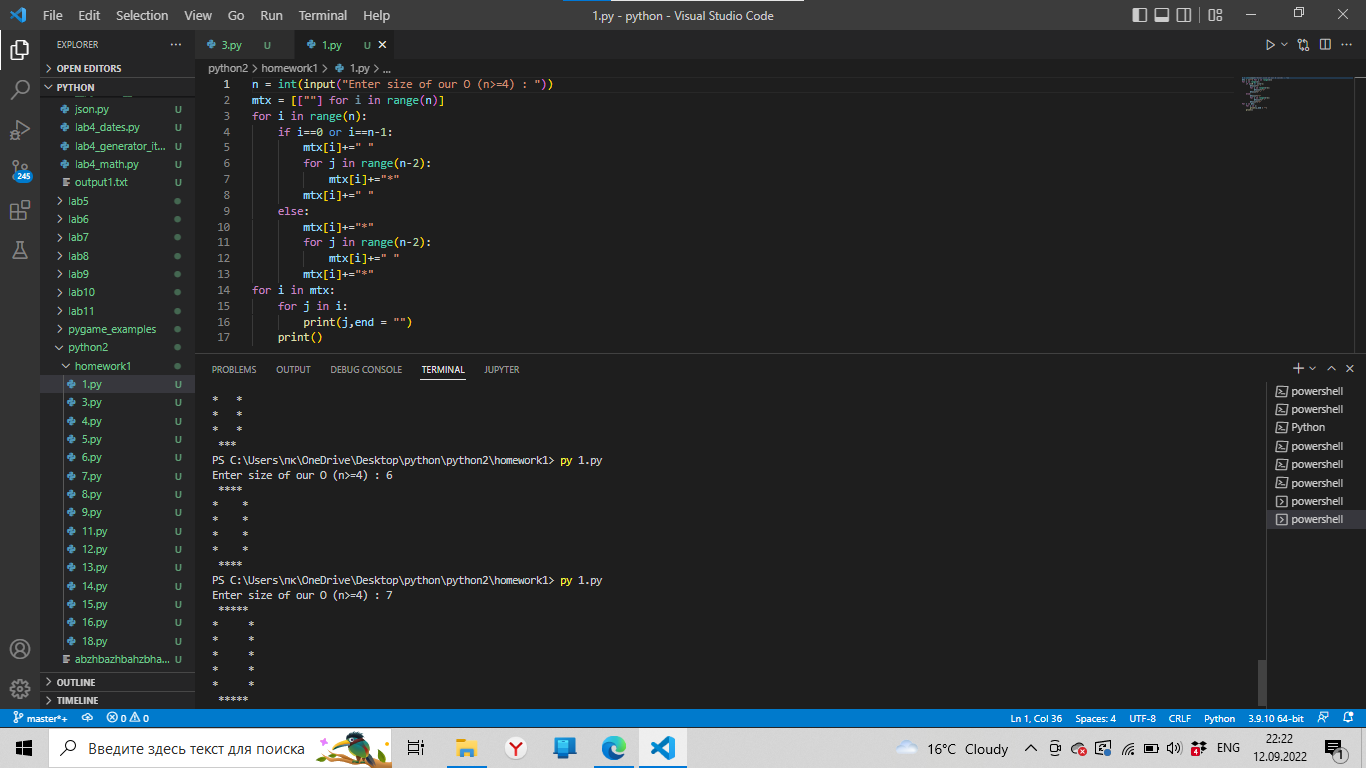 File Edit Selection View Go Run Terminal Help
1.py - python - Visual Studio Code
EXPLORER
OPEN EDITORS
PYTHON
json.py U
lab4_dates.py U
lab4_generator_it... U
lab4_math.py U
output1.txt U
lab5
lab6
lab7
lab8
lab9
lab10
lab11
pygame_examples
python2
homework1
1.py U
3.py U
4.py U
5.py U
6.py U
7.py U
8.py U
9.py U
11.py U
12.py U
13.py U
14.py U
15.py U
16.py U
18.py U
abzhbazhbahzbha... U
OUTLINE
TIMELINE
245
3.py U 1.py U
python2 > homework1 > 1.py > ...
1 n = int(input("Enter size of our O (n>=4) : "))
2 mtx = [[""] for i in range(n)]
3 for i in range(n):
4     if i==0 or i==n-1:
5         mtx[i]+=" "
6         for j in range(n-2):
7             mtx[i]+="*"
8         mtx[i]+=" "
9     else:
10         mtx[i]+="*"
11         for j in range(n-2):
12             mtx[i]+=" "
13         mtx[i]+="*"
14 for i in mtx:
15     for j in i:
16         print(j,end = "")
17     print()
PROBLEMS OUTPUT DEBUG CONSOLE TERMINAL JUPYTER
*   *
*   *
*   *
 ***
PS C:\Users\пк\OneDrive\Desktop\python\python2\homework1> py 1.py
Enter size of our O (n>=4) : 6
 ****
*    *
*    *
*    *
*    *
 ****
PS C:\Users\пк\OneDrive\Desktop\python\python2\homework1> py 1.py
Enter size of our O (n>=4) : 7
 *****
*     *
*     *
*     *
*     *
*     *
 *****
powershell
powershell
Python
powershell
powershell
powershell
powershell
powershell
master*+ 0 0 Ln 1, Col 36 Spaces: 4 UTF-8 CRLF Python 3.9.10 64-bit
Введите здесь текст для поиска
16°C Cloudy ENG
22:22
12.09.2022
1